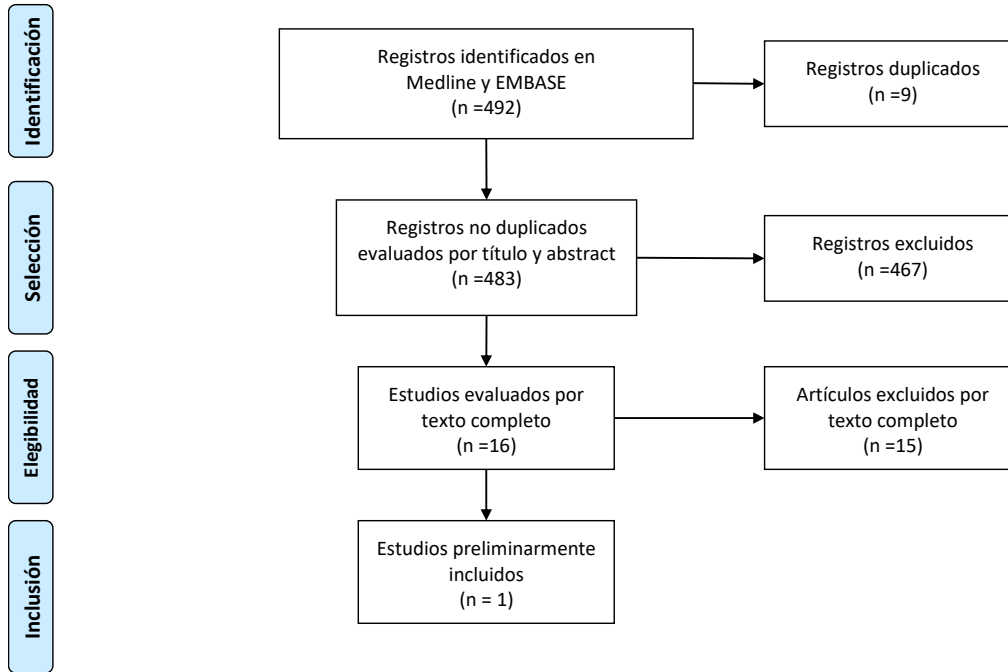 Identificación
Registros identificados en
Medline y EMBASE
(n =492)
Registros duplicados
(n =9)
Selección
Registros no duplicados
evaluados por título y abstract
(n =483)
Registros excluidos
(n =467)
Elegibilidad
Estudios evaluados por
texto completo
(n =16)
Artículos excluidos por
texto completo
(n =15)
Inclusión
Estudios preliminarmente
incluidos
(n = 1)